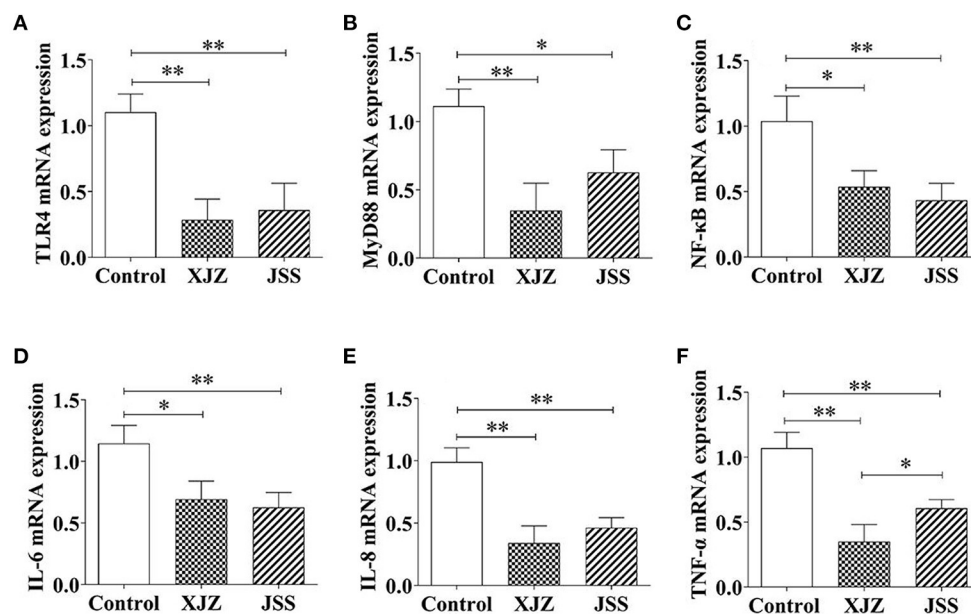 A
TLR4 mRNA expression
1.5
1.0
0.5
0.0
**
**
Control XJZ JSS
B
MyD88 mRNA expression
1.5
1.0
0.5
0.0
*
**
Control XJZ JSS
C
NF-κB mRNA expression
1.5
1.0
0.5
0.0
**
*
Control XJZ JSS
D
IL-6 mRNA expression
1.5
1.0
0.5
0.0
**
*
Control XJZ JSS
E
IL-8 mRNA expression
1.5
1.0
0.5
0.0
**
**
Control XJZ JSS
F
TNF-α mRNA expression
1.5
1.0
0.5
0.0
**
**
*
Control XJZ JSS